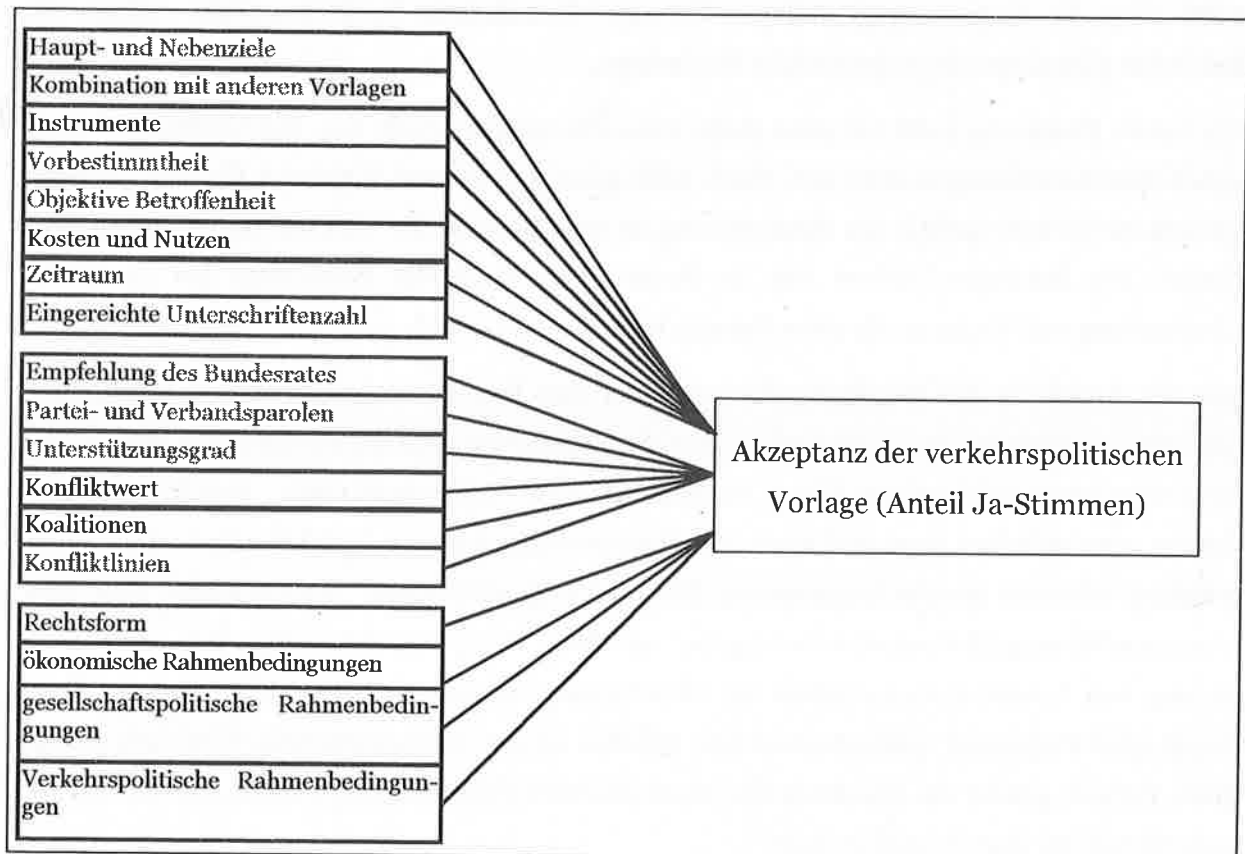 Haupt- und Nebenziele
Kombination mit anderen Vorlagen
Instrumente
Vorbestimmtheit
Objektive Betroffenheit
Kosten und Nutzen
Zeitraum
Eingereichte Unterschriftenzahl
Empfehlung des Bundesrates
Partei- und Verbandsparolen
Unterstützungsgrad
Konfliktwert
Koalitionen
Konfliktlinien
Rechtsform
ökonomische Rahmenbedingungen
gesellschaftspolitische Rahmenbedin-
gungen
Verkehrspolitische Rahmenbedingun-
gen
Akzeptanz der verkehrspolitischen
Vorlage (Anteil Ja-Stimmen)